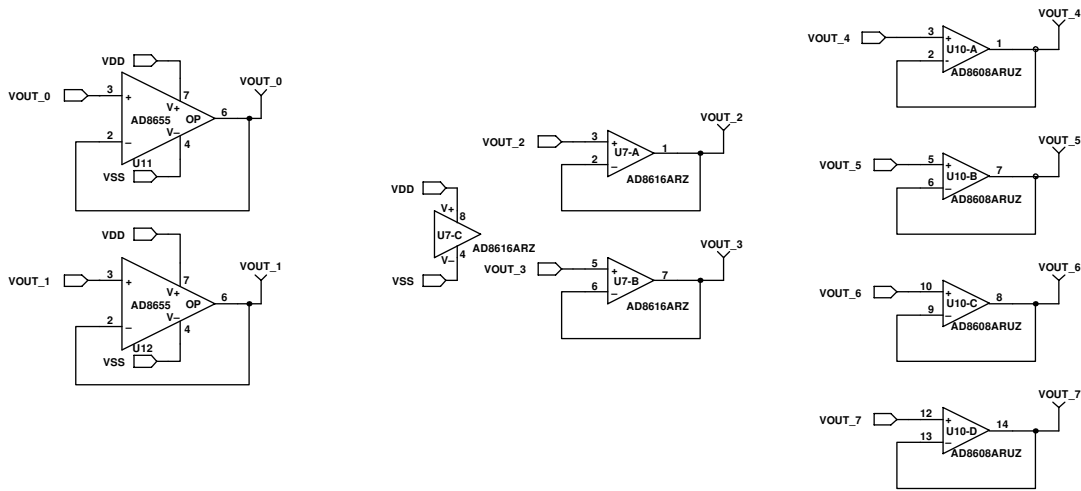 VDD
VOUT_0
3
+
V+
7
AD8655
OP
6
VOUT_0
2
−
V−
4
U11
VSS
VDD
VOUT_1
3
+
V+
7
AD8655
OP
6
VOUT_1
2
−
V−
4
U12
VSS
VDD
V+
8
U7-C
AD8616ARZ
V−
4
VSS
VOUT_2
VOUT_2
3
+
U7-A
1
2
−
AD8616ARZ
VOUT_3
VOUT_3
5
+
U7-B
7
6
−
AD8616ARZ
VOUT_4
VOUT_4
3
+
U10-A
1
2
-
AD8608ARUZ
VOUT_5
VOUT_5
5
+
U10-B
7
6
−
AD8608ARUZ
VOUT_6
VOUT_6
10
+
U10-C
8
9
−
AD8608ARUZ
VOUT_7
VOUT_7
12
+
U10-D
14
13
−
AD8608ARUZ